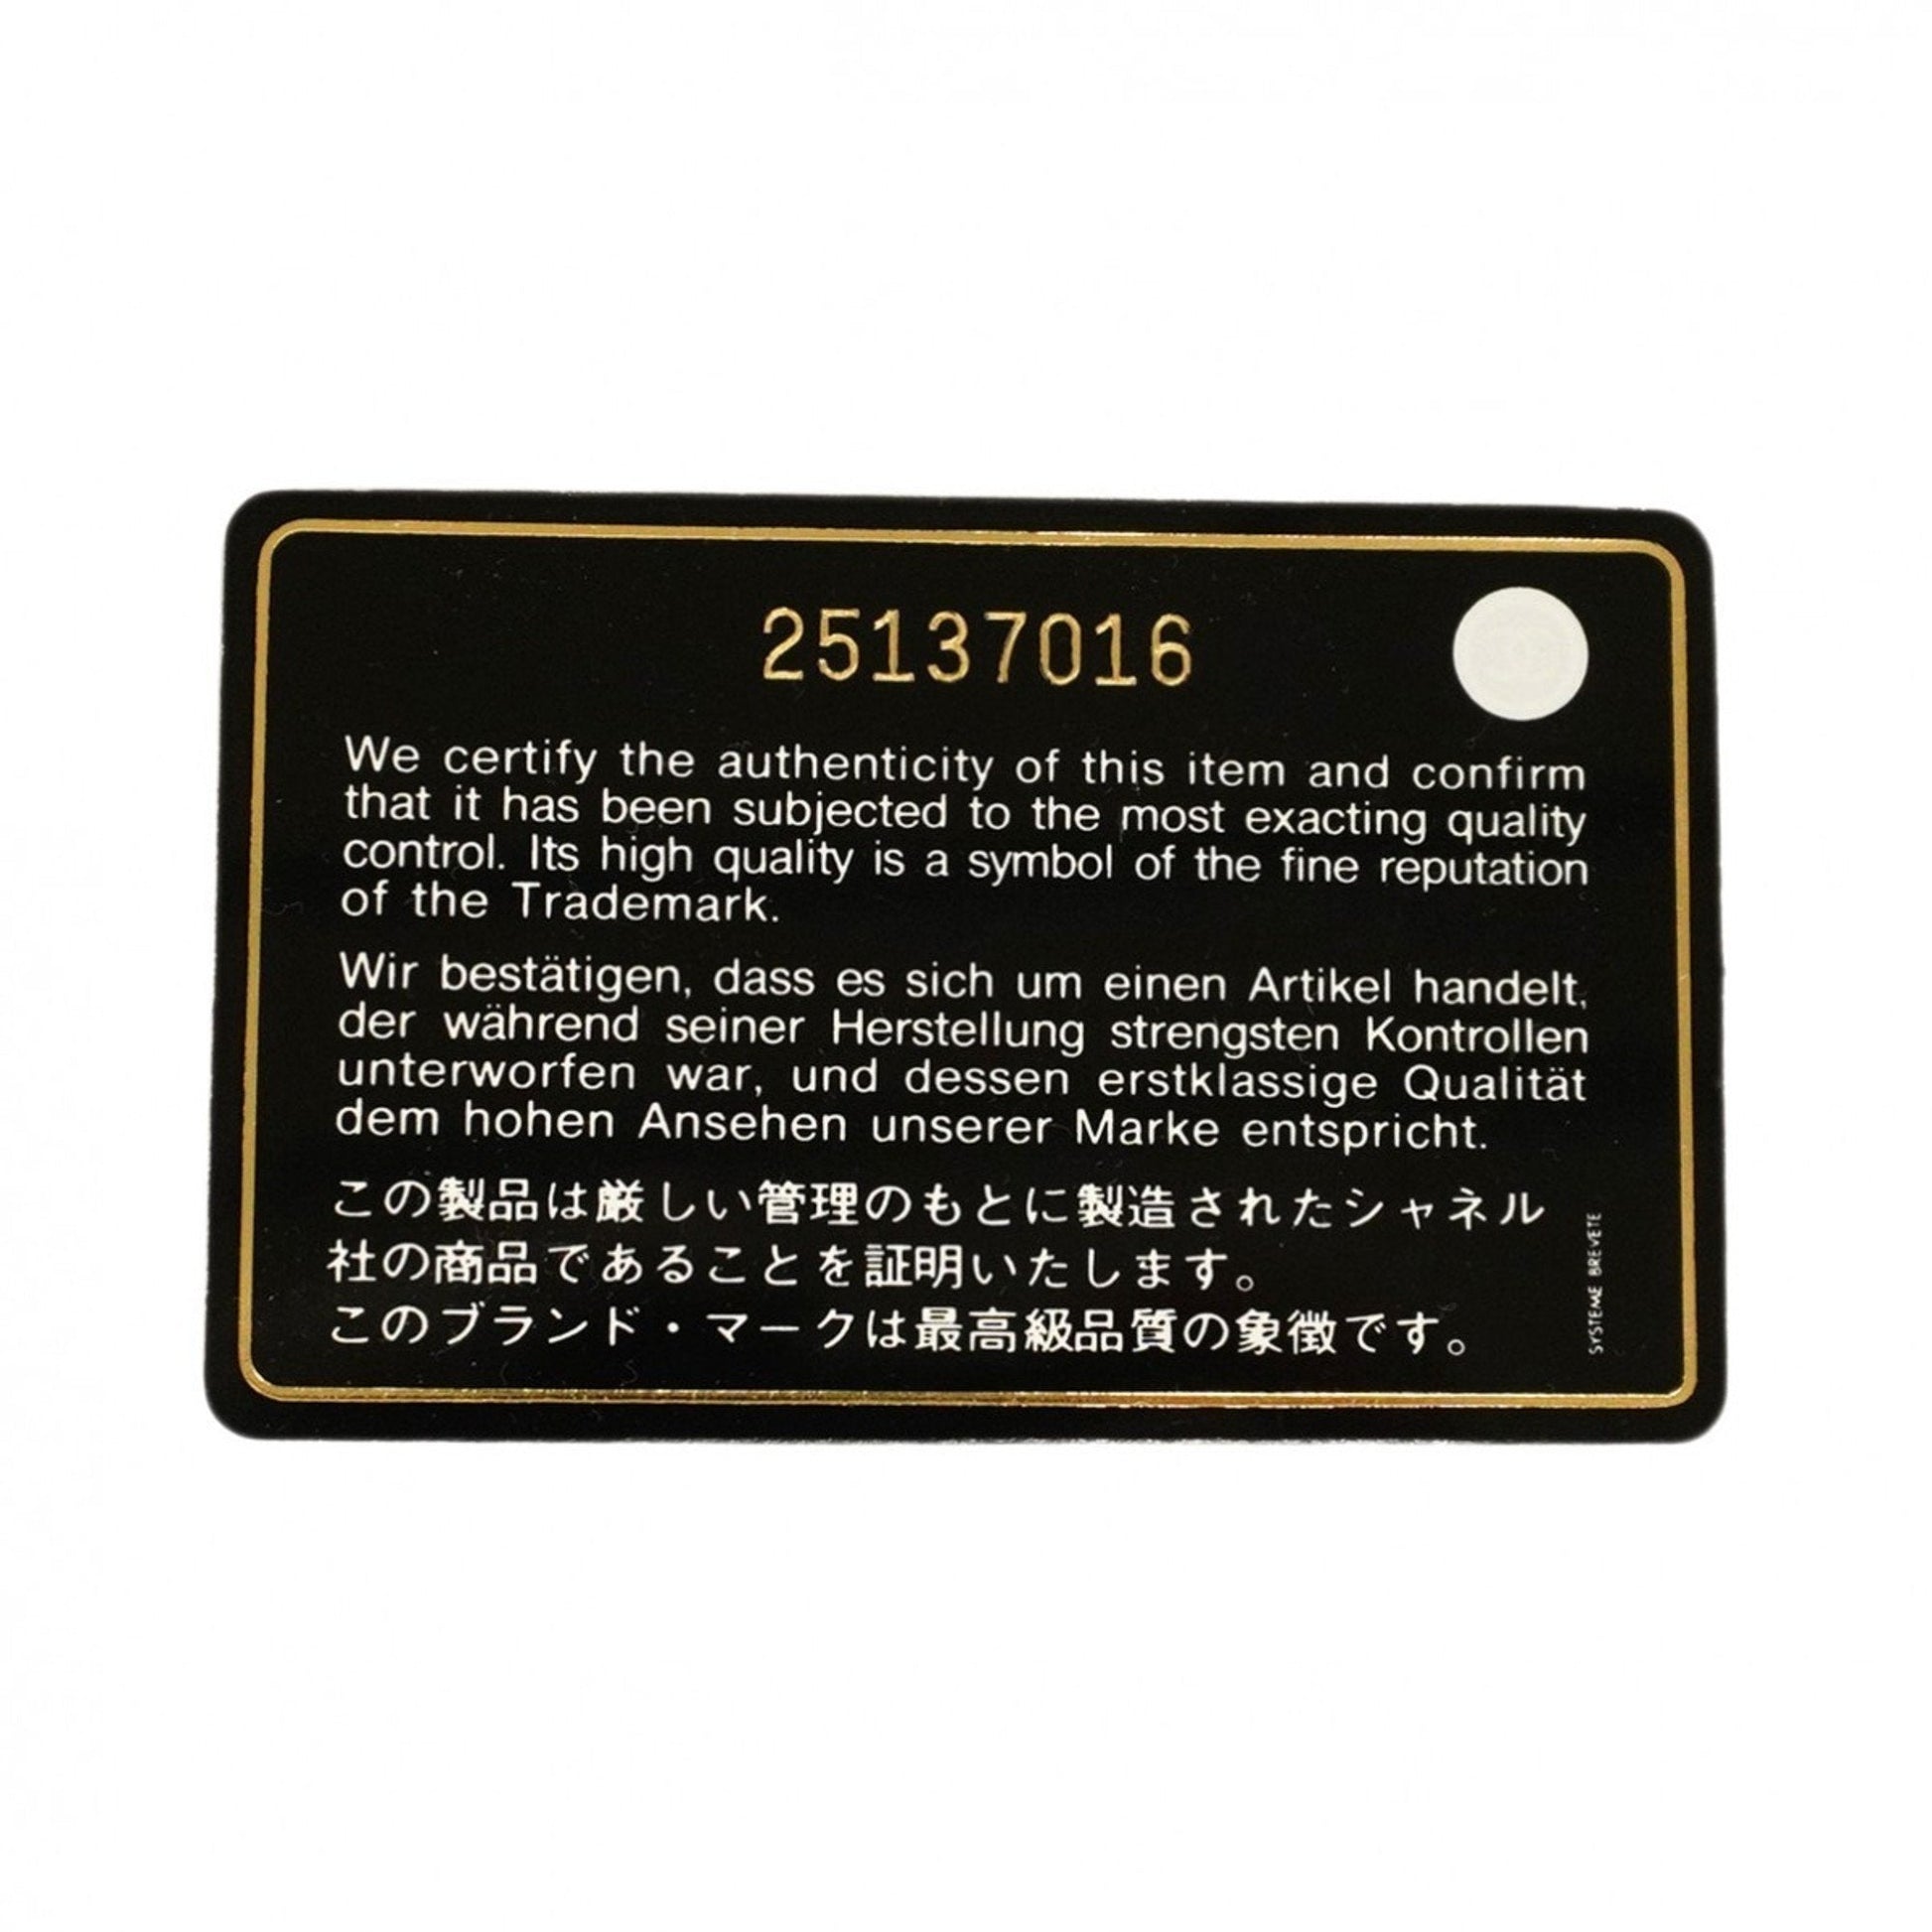 25137016
We certify the authenticity of this item and confirm
that it has been subjected to the most exacting quality
control. Its high quality is a symbol of the fine reputation
of the Trademark.
Wir bestätigen, dass es sich um einen Artikel handelt,
der während seiner Herstellung strengsten Kontrollen
unterworfen war, und dessen erstklassige Qualität
dem hohen Ansehen unserer Marke entspricht.
この製品は厳しい管理のもとに製造されたシャネル
社の商品であることを証明いたします。
このブランド・マークは最高級品質の象徴です。
SYSTEME BREVETE